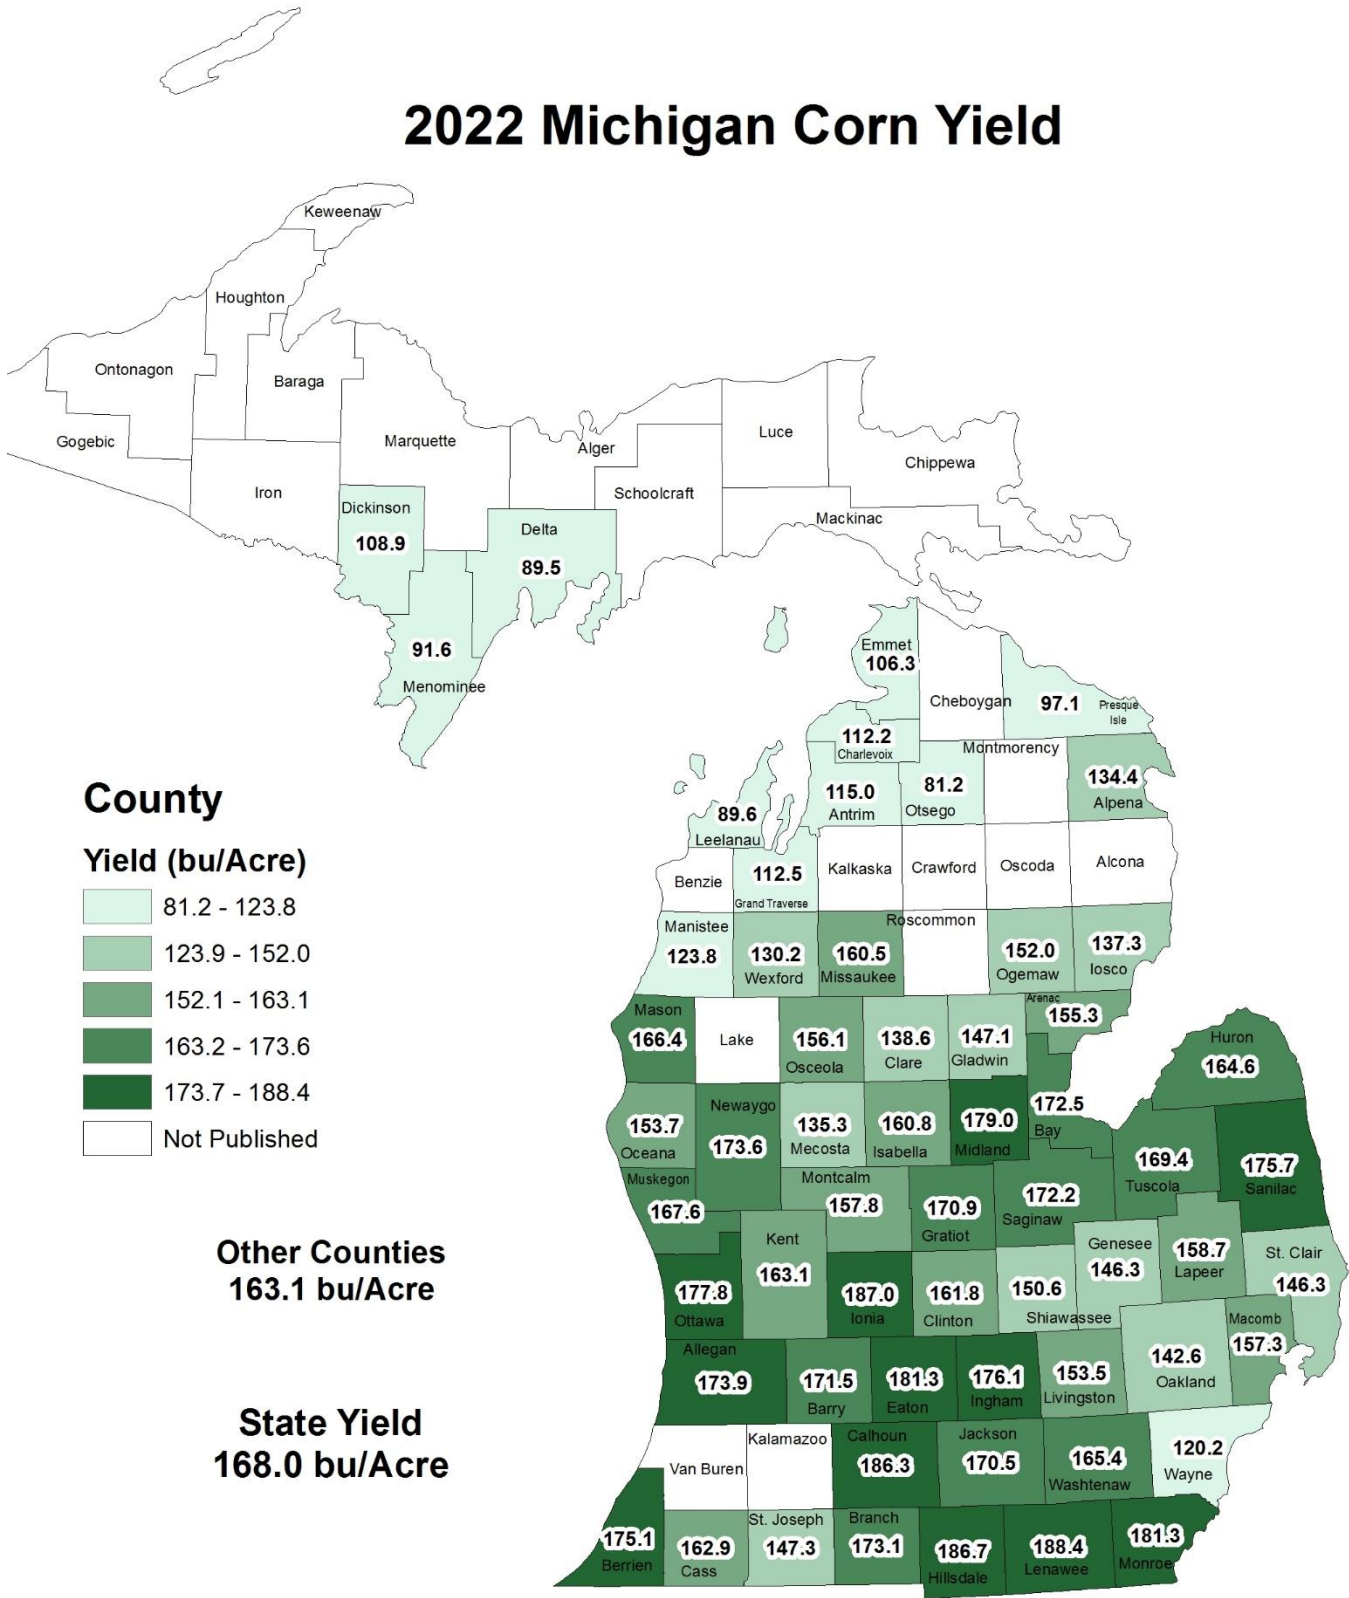 2022 Michigan Corn Yield
Keweenaw
Houghton
Ontonagon
Baraga
Gogebic
Marquette
Alger
Luce
Chippewa
Iron
Schoolcraft
Mackinac
Dickinson
108.9
Delta
89.5
91.6
Menominee
Emmet
106.3
Cheboygan
97.1
Presque
Isle
112.2
Charlevoix
Montmorency
115.0
Antrim
81.2
Otsego
134.4
Alpena
89.6
Leelanau
Benzie
112.5
Grand Traverse
Kalkaska
Crawford
Oscoda
Alcona
Manistee
123.8
130.2
Wexford
160.5
Missaukee
Roscommon
152.0
Ogemaw
137.3
Iosco
Mason
166.4
Lake
156.1
Osceola
138.6
Clare
147.1
Gladwin
Arenac
155.3
Huron
164.6
153.7
Oceana
Newaygo
173.6
135.3
Mecosta
160.8
Isabella
179.0
Midland
172.5
Bay
169.4
Tuscola
175.7
Sanilac
Muskegon
167.6
Montcalm
157.8
170.9
Gratiot
172.2
Saginaw
Kent
163.1
Genesee
146.3
158.7
Lapeer
St. Clair
146.3
177.8
Ottawa
187.0
Ionia
161.8
Clinton
150.6
Shiawassee
Macomb
157.3
Allegan
173.9
171.5
Barry
181.3
Eaton
176.1
Ingham
153.5
Livingston
142.6
Oakland
Van Buren
Kalamazoo
Calhoun
186.3
Jackson
170.5
165.4
Washtenaw
120.2
Wayne
175.1
Berrien
162.9
Cass
St. Joseph
147.3
Branch
173.1
186.7
Hillsdale
188.4
Lenawee
181.3
Monroe
County
Yield (bu/Acre)
81.2 - 123.8
123.9 - 152.0
152.1 - 163.1
163.2 - 173.6
173.7 - 188.4
Not Published
Other Counties
163.1 bu/Acre
State Yield
168.0 bu/Acre